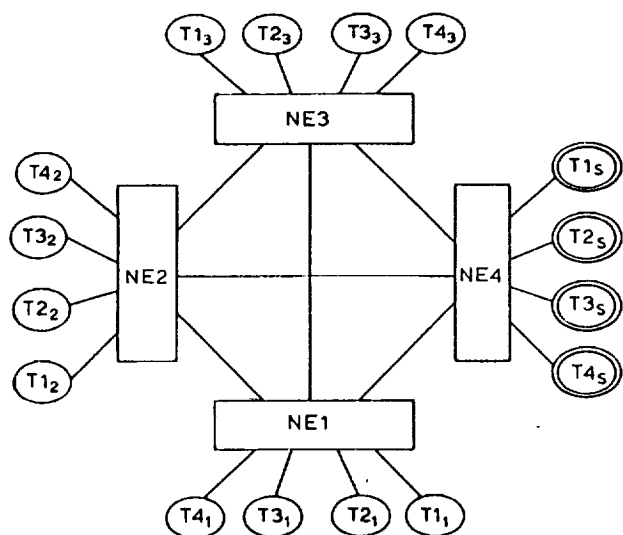 T1₃ T2₃ T3₃ T4₃
NE3
T4₂
T3₂
T2₂
T1₂
NE2
NE4
T1S
T2S
T3S
T4S
NE1
T4₁ T3₁ T2₁ T1₁